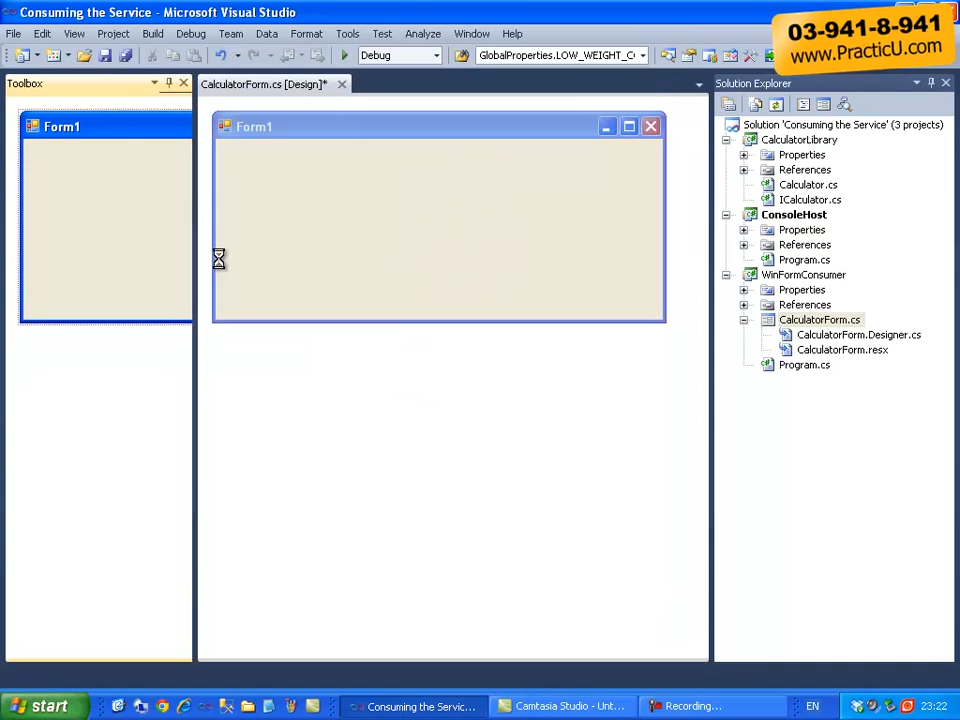 Consuming the Service - Microsoft Visual Studio
03-941-8-941
www.PracticU.com
File Edit View Project Build Debug Team Data Format Tools Test Analyze Window Help
Debug GlobalProperties.LOW_WEIGHT_C
Toolbox
CalculatorForm.cs [Design]*
Solution Explorer
Form1
Form1
Solution 'Consuming the Service' (3 projects)
CalculatorLibrary
Properties
References
Calculator.cs
ICalculator.cs
ConsoleHost
Properties
References
Program.cs
WinFormConsumer
Properties
References
CalculatorForm.cs
CalculatorForm.Designer.cs
CalculatorForm.resx
Program.cs
start Consuming the Servic... Camtasia Studio - Unt... Recording... EN 23:22